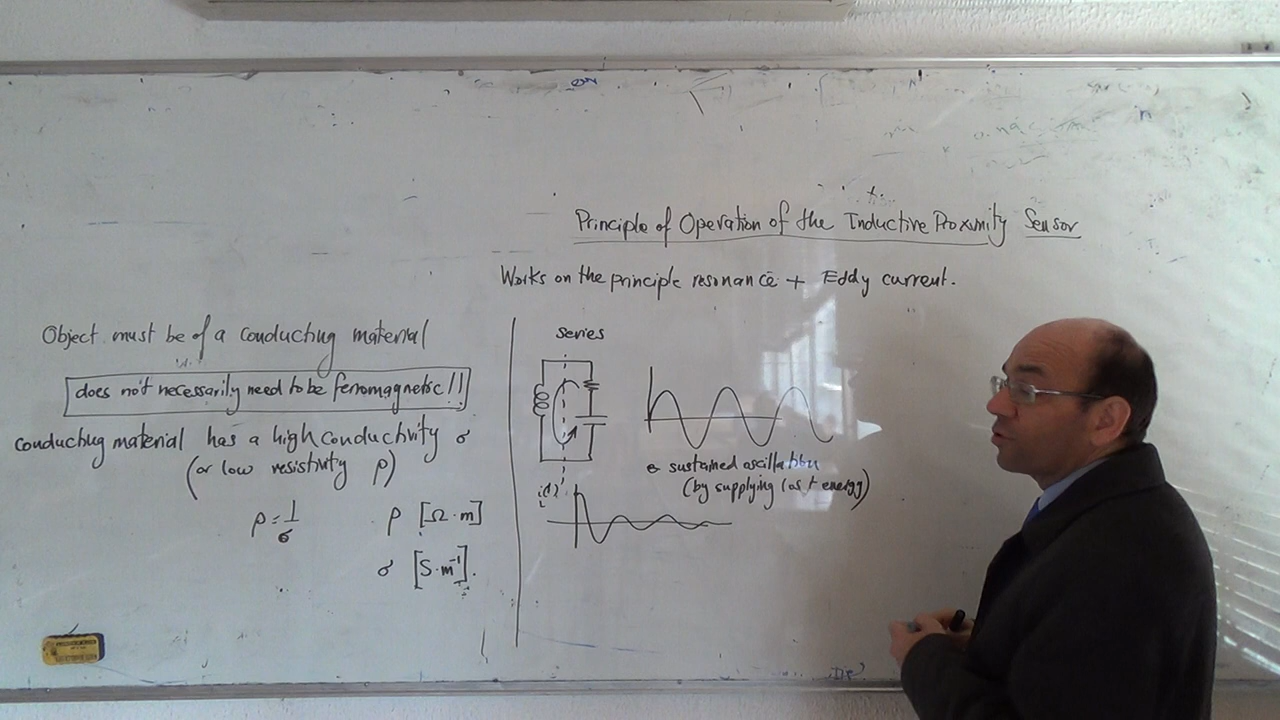 Principle of Operation of the Inductive Proximity Sensor
Works on the principle resonance + Eddy current.
Object must be of a conducting material
does not necessarily need to be ferromagnetic!!
conducting material has a high conductivity σ
(or low resistivity ρ)
ρ = 1/σ
ρ [Ω·m]
σ [S·m⁻¹].
series
sustained oscillation
(by supplying lost energy)
i(t)